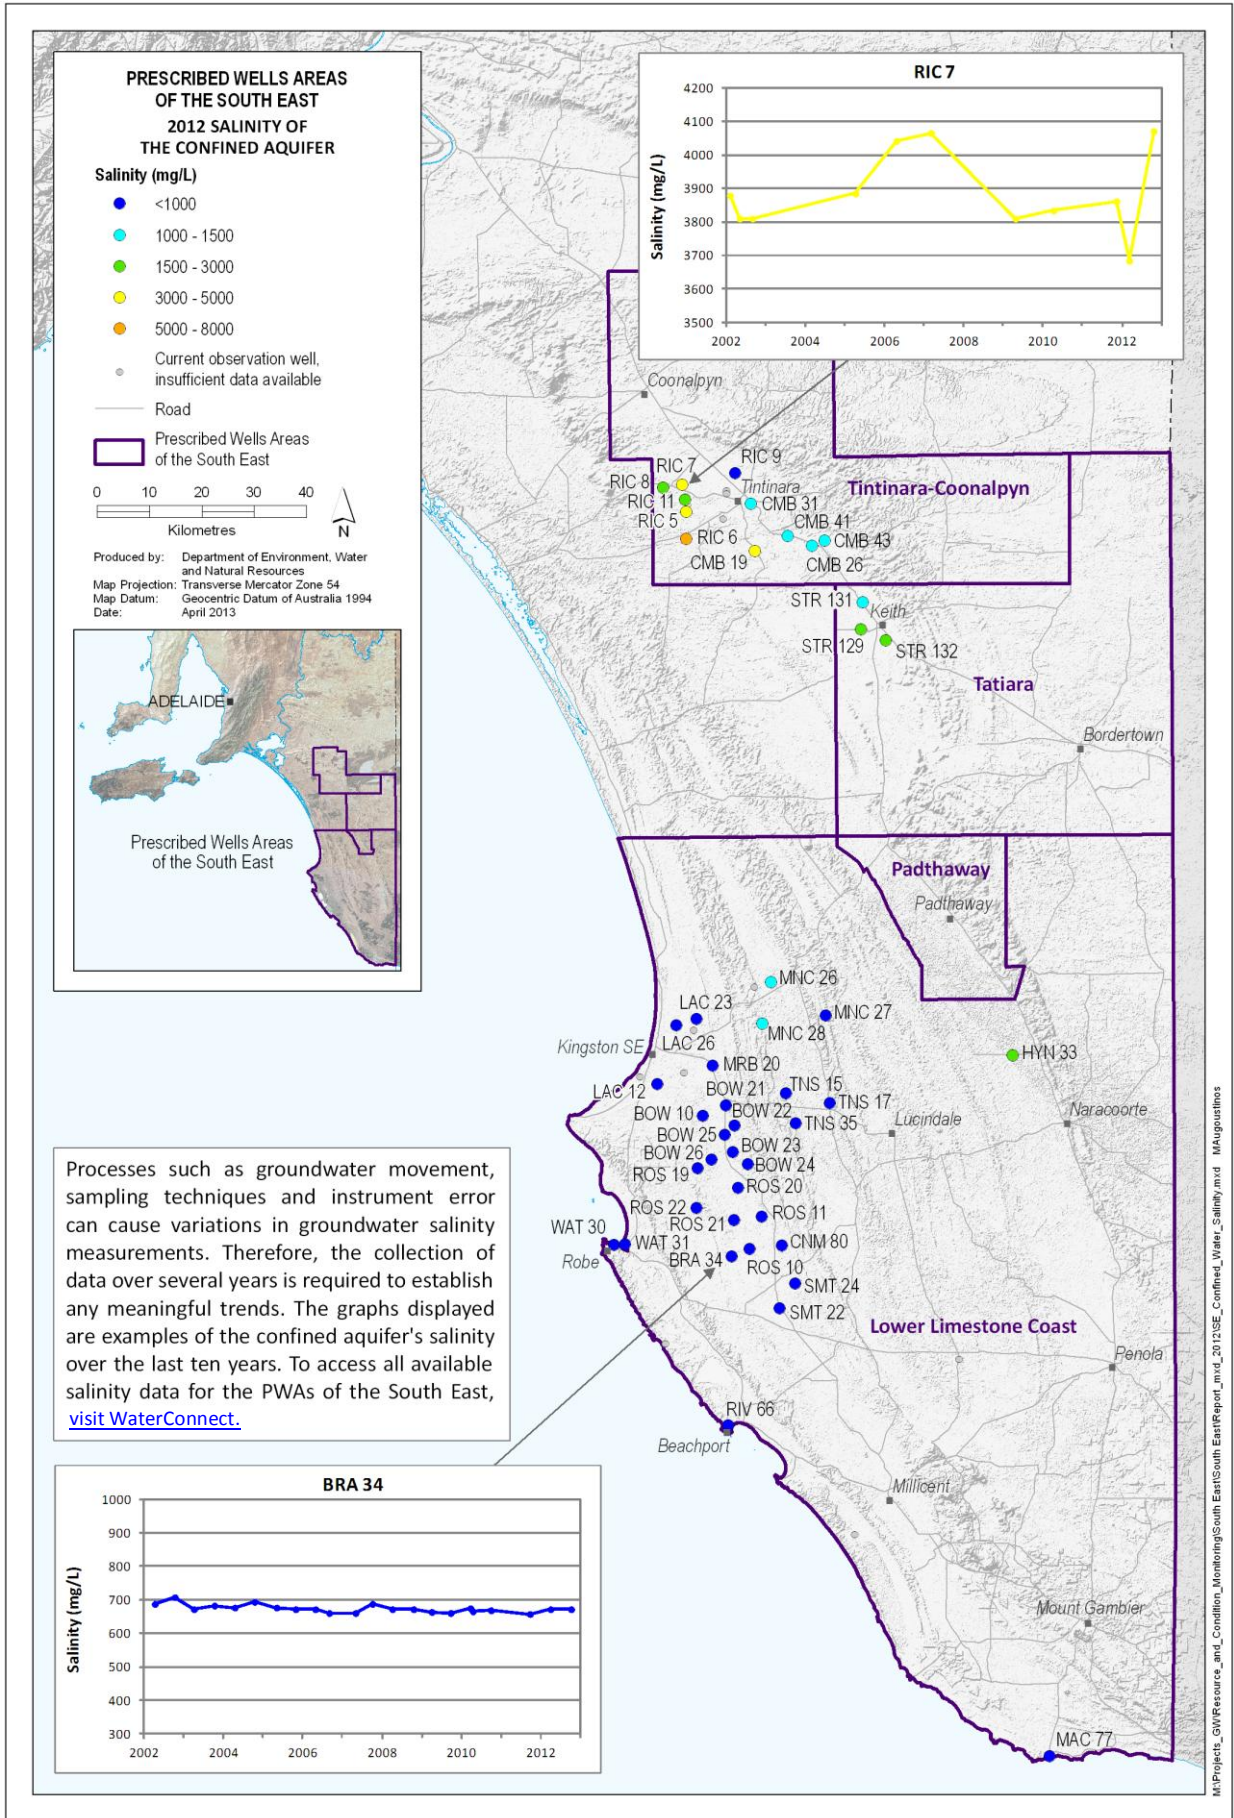 PRESCRIBED WELLS AREAS
OF THE SOUTH EAST
2012 SALINITY OF
THE CONFINED AQUIFER
Salinity (mg/L)
<1000
1000 - 1500
1500 - 3000
3000 - 5000
5000 - 8000
Current observation well,
insufficient data available
Road
Prescribed Wells Areas
of the South East
0 10 20 30 40
Kilometres
N
Produced by: Department of Environment, Water
and Natural Resources
Map Projection: Transverse Mercator Zone 54
Map Datum: Geocentric Datum of Australia 1994
Date: April 2013
ADELAIDE
Prescribed Wells Areas
of the South East
RIC 7
Salinity (mg/L)
4200
4100
4000
3900
3800
3700
3600
3500
2002 2004 2006 2008 2010 2012
Coonalpyn
RIC 9
RIC 7
RIC 8
Tintinara
RIC 11
CMB 31
RIC 5
Tintinara-Coonalpyn
CMB 41
RIC 6
CMB 43
CMB 19
CMB 26
STR 131
Keith
STR 129
STR 132
Tatiara
Bordertown
Padthaway
Padthaway
MNC 26
LAC 23
MNC 27
MNC 28
LAC 26
Kingston SE
HYN 33
MRB 20
LAC 12
BOW 21
TNS 15
TNS 17
BOW 10
BOW 22
TNS 35
Lucindale
Naracoorte
BOW 25
BOW 23
BOW 26
BOW 24
ROS 19
ROS 20
ROS 22
ROS 21
ROS 11
WAT 30
WAT 31
CNM 80
Robe
BRA 34
ROS 10
SMT 24
SMT 22
Lower Limestone Coast
Penola
RIV 66
Beachport
Millicent
Mount Gambier
MAC 77
Processes such as groundwater movement,
sampling techniques and instrument error
can cause variations in groundwater salinity
measurements. Therefore, the collection of
data over several years is required to establish
any meaningful trends. The graphs displayed
are examples of the confined aquifer's salinity
over the last ten years. To access all available
salinity data for the PWAs of the South East,
visit WaterConnect.
BRA 34
Salinity (mg/L)
1000
900
800
700
600
500
400
300
2002 2004 2006 2008 2010 2012
M:\Projects_GW\Resource_and_Condition_Monitoring\South East\Report_mxd_2012\SE_Confined_Water_Salinity.mxd MAugoustinos